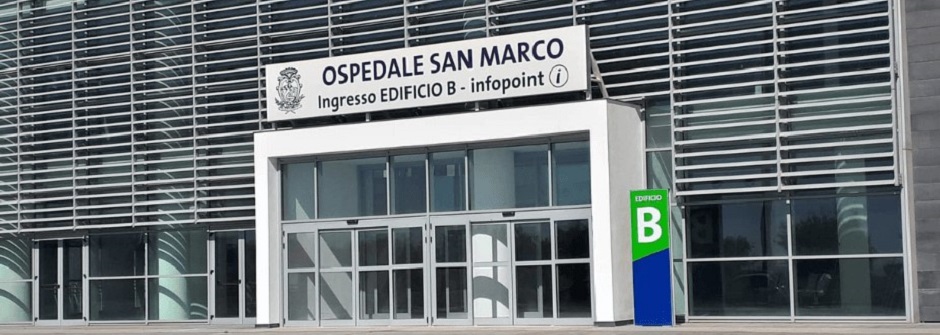 OSPEDALE SAN MARCO
Ingresso EDIFICIO B - infopoint i
EDIFICIO
B